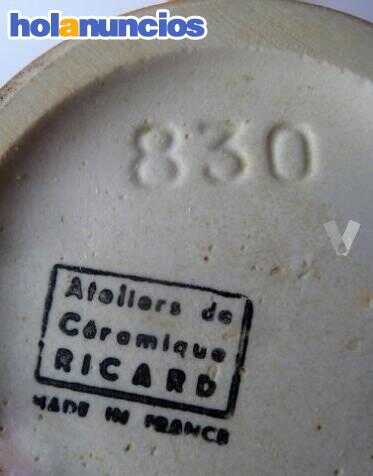 holanuncios
830
Ateliers de
Céramique
RICARD
MADE IN FRANCE